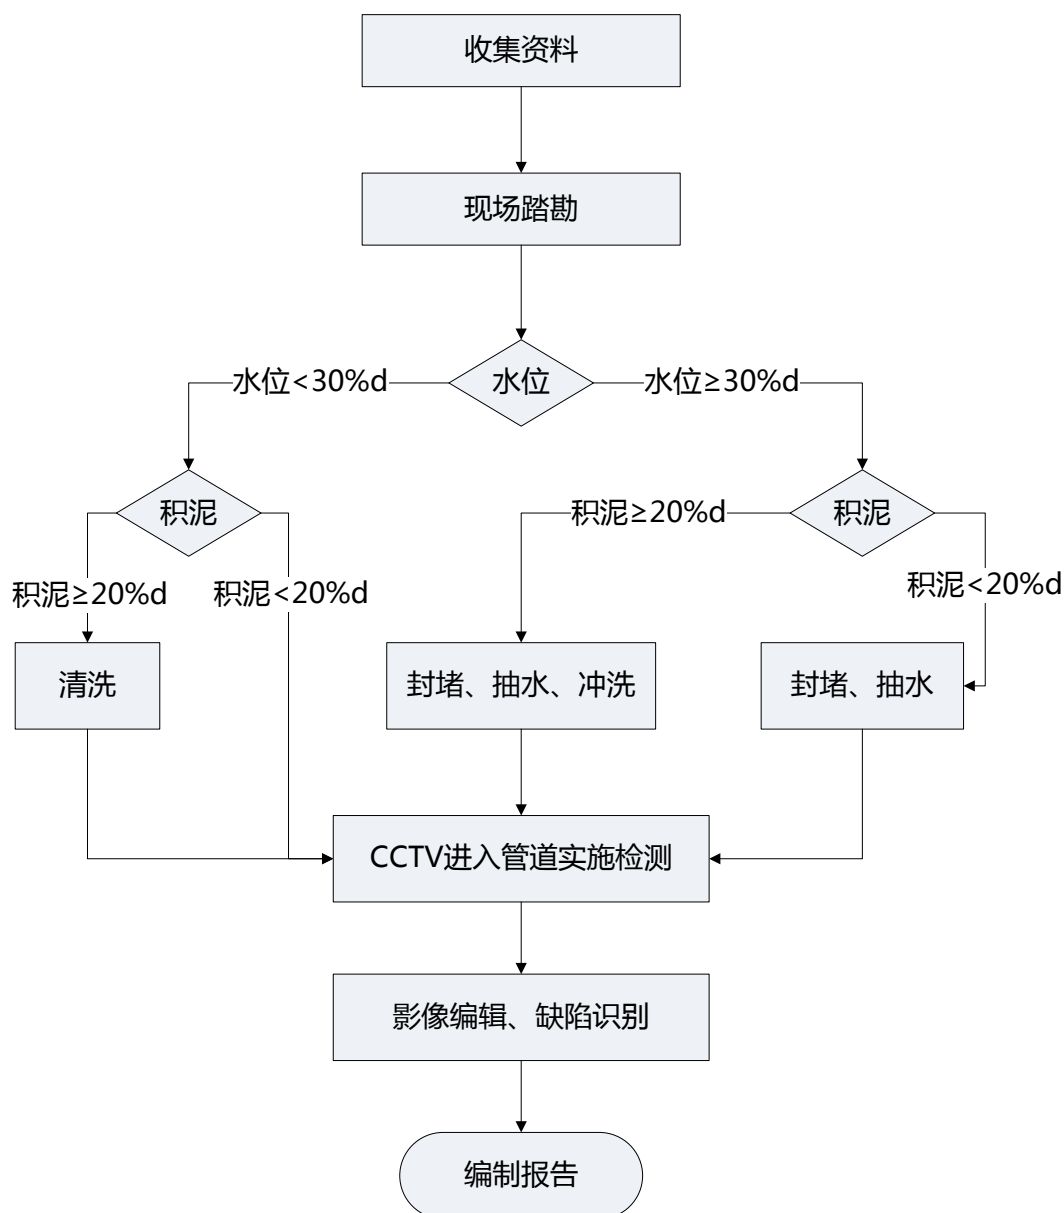 收集资料
现场踏勘
水位<30%d
水位
水位≥30%d
积泥
积泥≥20%d
积泥
积泥≥20%d
积泥<20%d
积泥<20%d
清洗
封堵、抽水、冲洗
封堵、抽水
CCTV进入管道实施检测
影像编辑、缺陷识别
编制报告